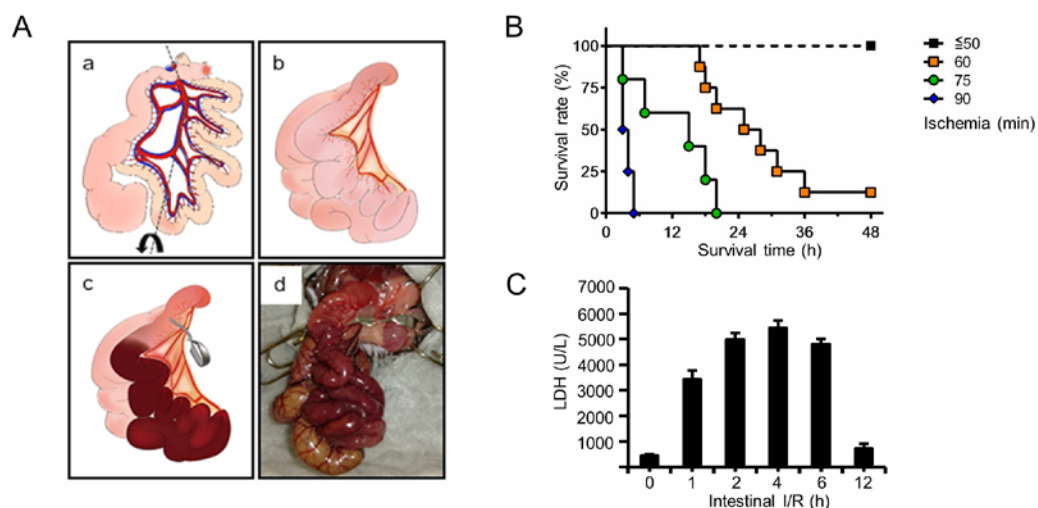 A
a
b
c
d
B
Survival rate (%)
100
75
50
25
0
0 12 24 36 48
Survival time (h)
≦50
60
75
90
Ischemia (min)
C
LDH (U/L)
7000
6000
5000
4000
3000
2000
1000
0 1 2 4 6 12
Intestinal I/R (h)